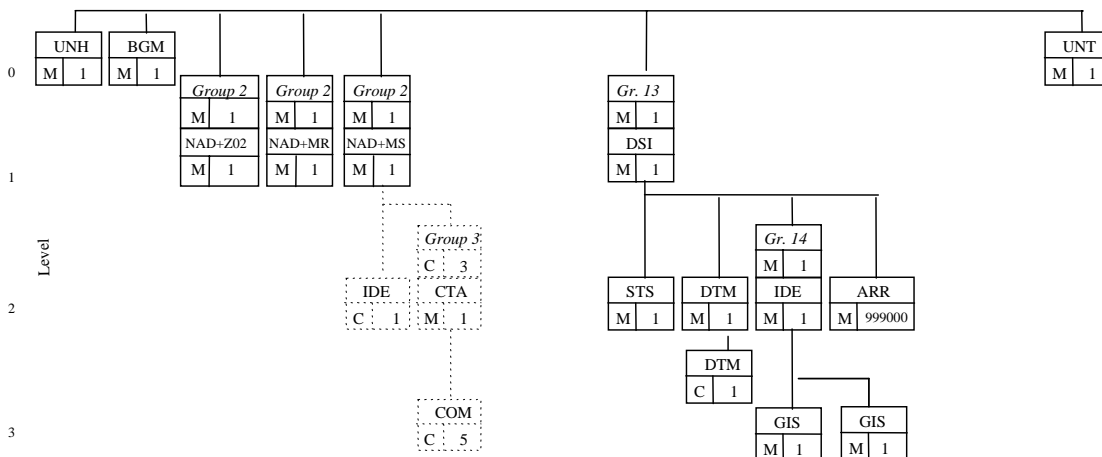 UNH BGM UNT
0 M 1 M 1 M 1
Group 2 Group 2 Group 2 Gr. 13
M 1 M 1 M 1 M 1
NAD+Z02 NAD+MR NAD+MS DSI
1 M 1 M 1 M 1 M 1
Level
Group 3 Gr. 14
C 3 M 1
IDE CTA STS DTM IDE ARR
2 C 1 M 1 M 1 M 1 M 1 M 999000
DTM
C 1
COM GIS GIS
3 C 5 M 1 M 1